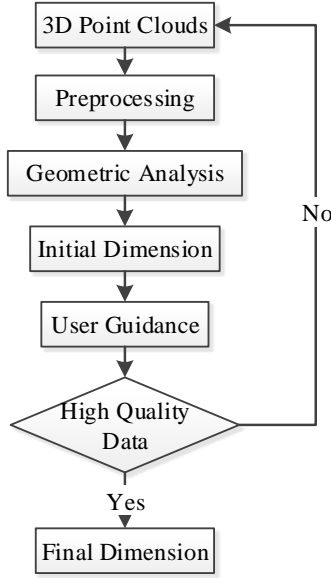 3D Point Clouds
Preprocessing
Geometric Analysis
No
Initial Dimension
User Guidance
High Quality
Data
Yes
Final Dimension